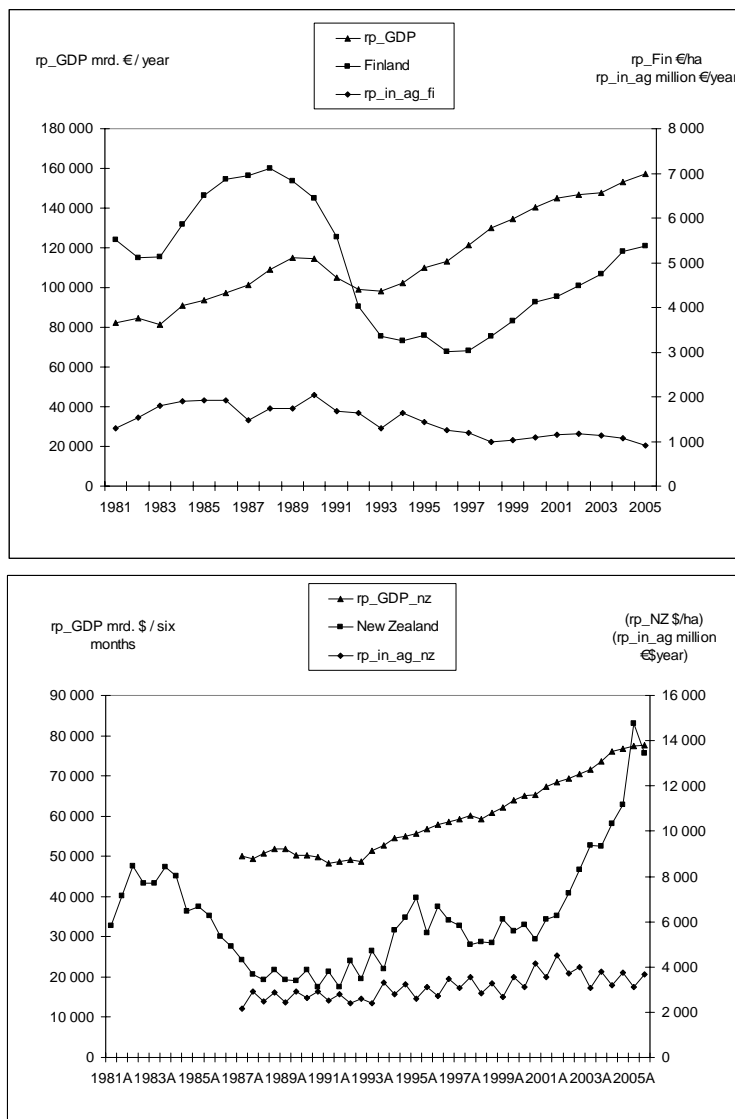 rp_GDP
Finland
rp_in_ag_fi
rp_GDP mrd. € / year
rp_Fin €/ha
rp_in_ag million €/year
180 000
160 000
140 000
120 000
100 000
80 000
60 000
40 000
20 000
0
8 000
7 000
6 000
5 000
4 000
3 000
2 000
1 000
0
1981 1983 1985 1987 1989 1991 1993 1995 1997 1999 2001 2003 2005
rp_GDP_nz
New Zealand
rp_in_ag_nz
rp_GDP mrd. $ / six
months
(rp_NZ $/ha)
(rp_in_ag million
€$year)
90 000
80 000
70 000
60 000
50 000
40 000
30 000
20 000
10 000
0
16 000
14 000
12 000
10 000
8 000
6 000
4 000
2 000
0
1981A 1983A 1985A 1987A 1989A 1991A 1993A 1995A 1997A 1999A 2001A 2003A 2005A